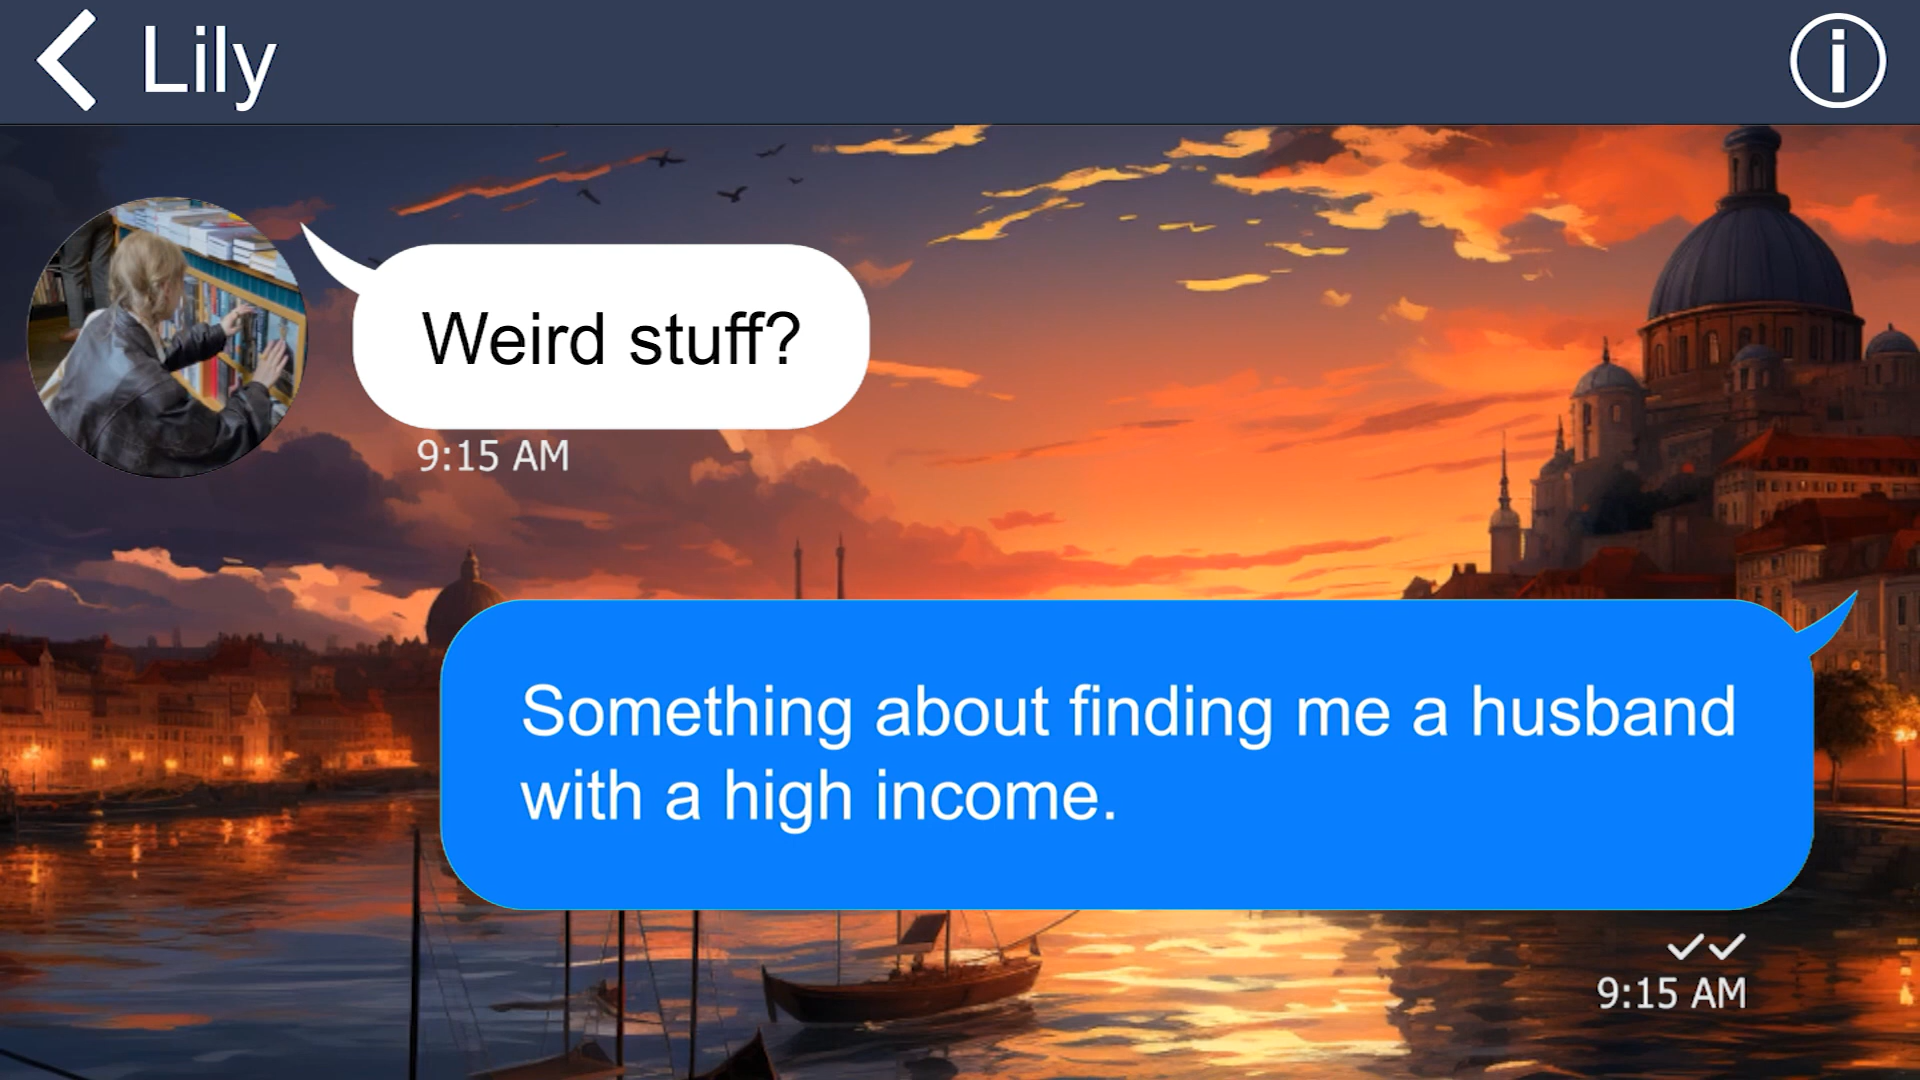 Lily
Weird stuff?
9:15 AM
Something about finding me a husband
with a high income.
9:15 AM